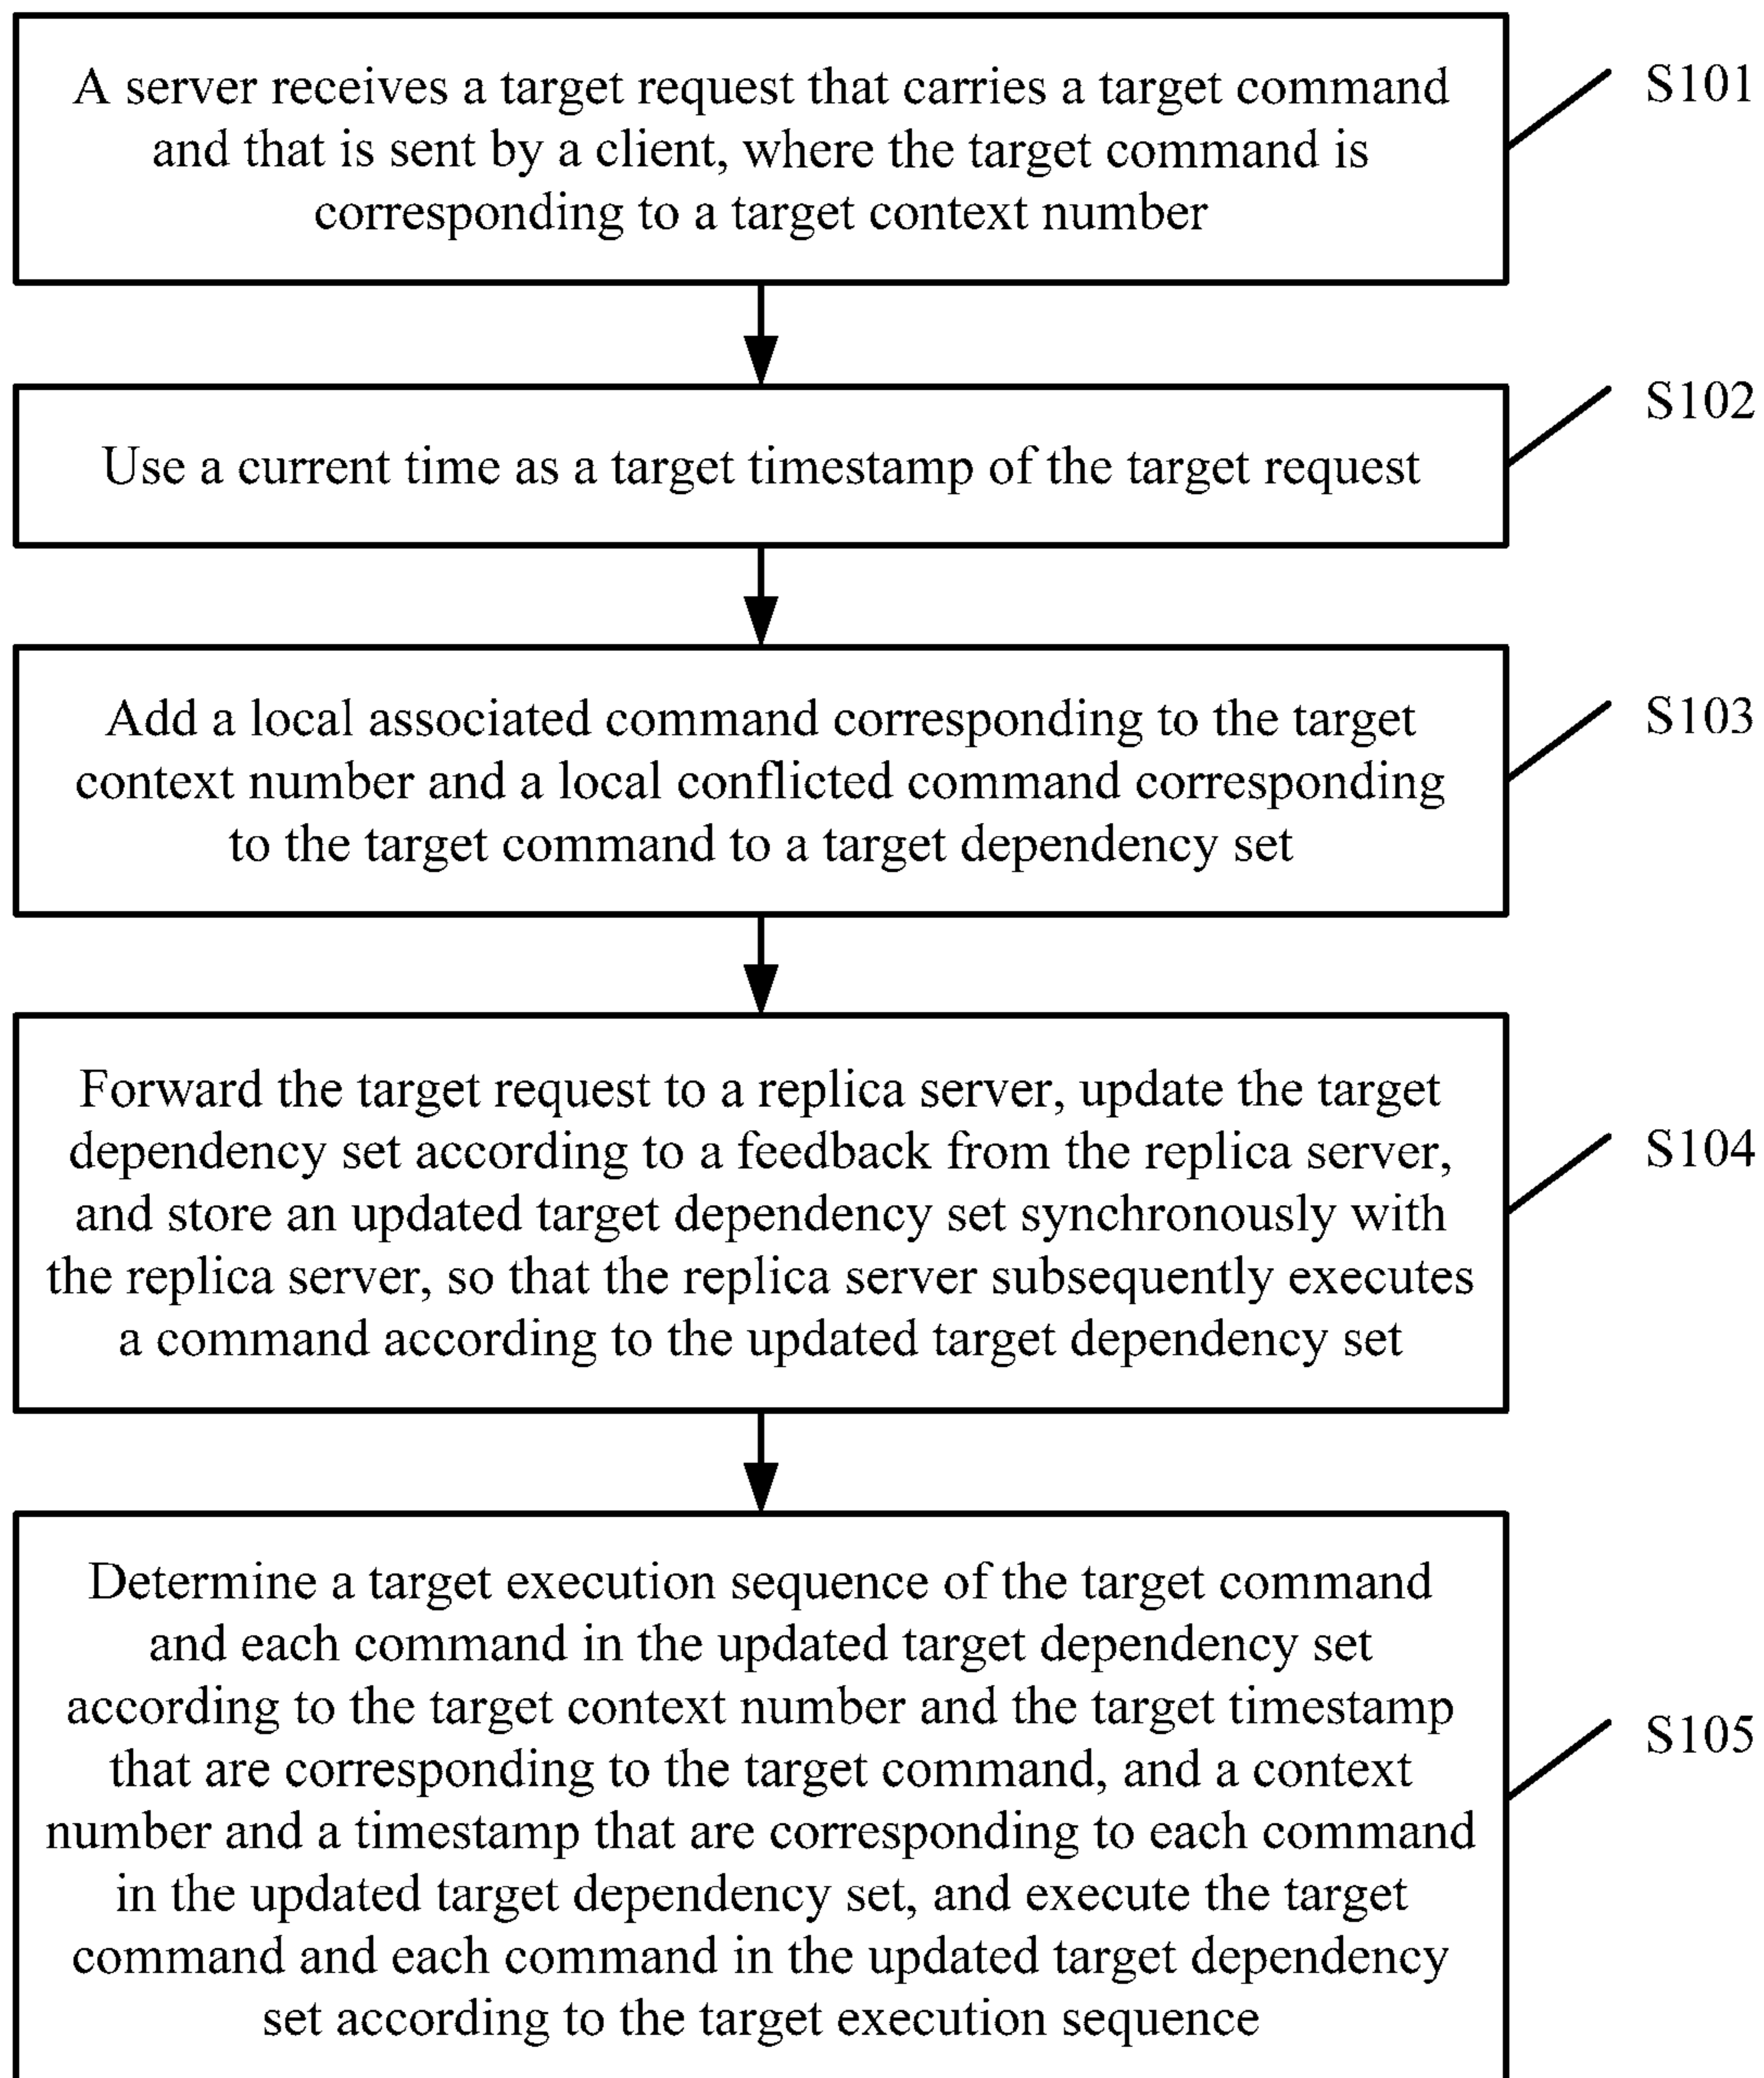 A server receives a target request that carries a target command
and that is sent by a client, where the target command is
corresponding to a target context number
S101
Use a current time as a target timestamp of the target request
S102
Add a local associated command corresponding to the target
context number and a local conflicted command corresponding
to the target command to a target dependency set
S103
Forward the target request to a replica server, update the target
dependency set according to a feedback from the replica server,
and store an updated target dependency set synchronously with
the replica server, so that the replica server subsequently executes
a command according to the updated target dependency set
S104
Determine a target execution sequence of the target command
and each command in the updated target dependency set
according to the target context number and the target timestamp
that are corresponding to the target command, and a context
number and a timestamp that are corresponding to each command
in the updated target dependency set, and execute the target
command and each command in the updated target dependency
set according to the target execution sequence
S105